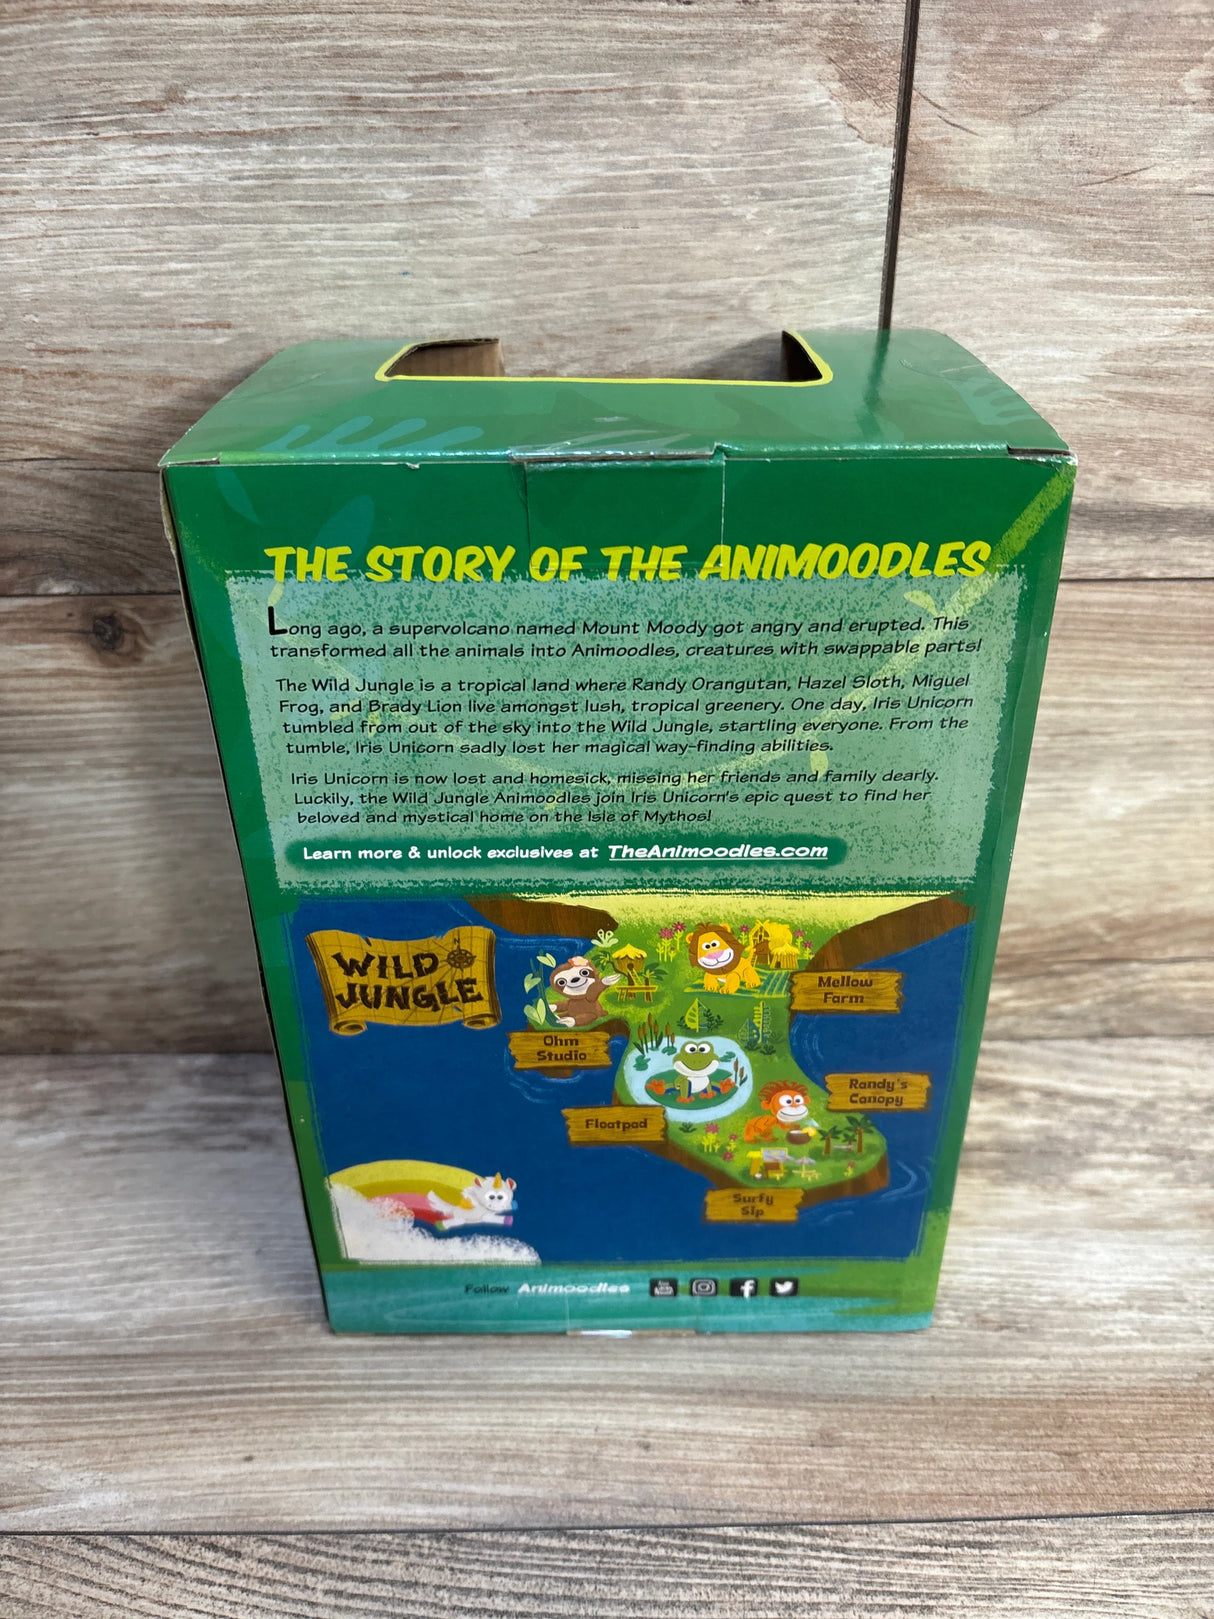 THE STORY OF THE ANIMOODLES
Long ago, a supervolcano named Mount Moody got angry and erupted. This
transformed all the animals into Animoodles, creatures with swappable parts!
The Wild Jungle is a tropical land where Randy Orangutan, Hazel Sloth, Miguel
Frog, and Brady Lion live amongst lush, tropical greenery. One day, Iris Unicorn
tumbled from out of the sky into the Wild Jungle, startling everyone. From the
tumble, Iris Unicorn sadly lost her magical way-finding abilities.
Iris Unicorn is now lost and homesick, missing her friends and family dearly.
Luckily, the Wild Jungle Animoodles join Iris Unicorn's epic quest to find her
beloved and mystical home on the Isle of Mythos!
Learn more & unlock exclusives at TheAnimoodles.com
WILD
JUNGLE
N
Mellow
Farm
Ohm
Studio
Randy's
Canopy
Floatpad
Surfy
Sip
Follow Animoodles